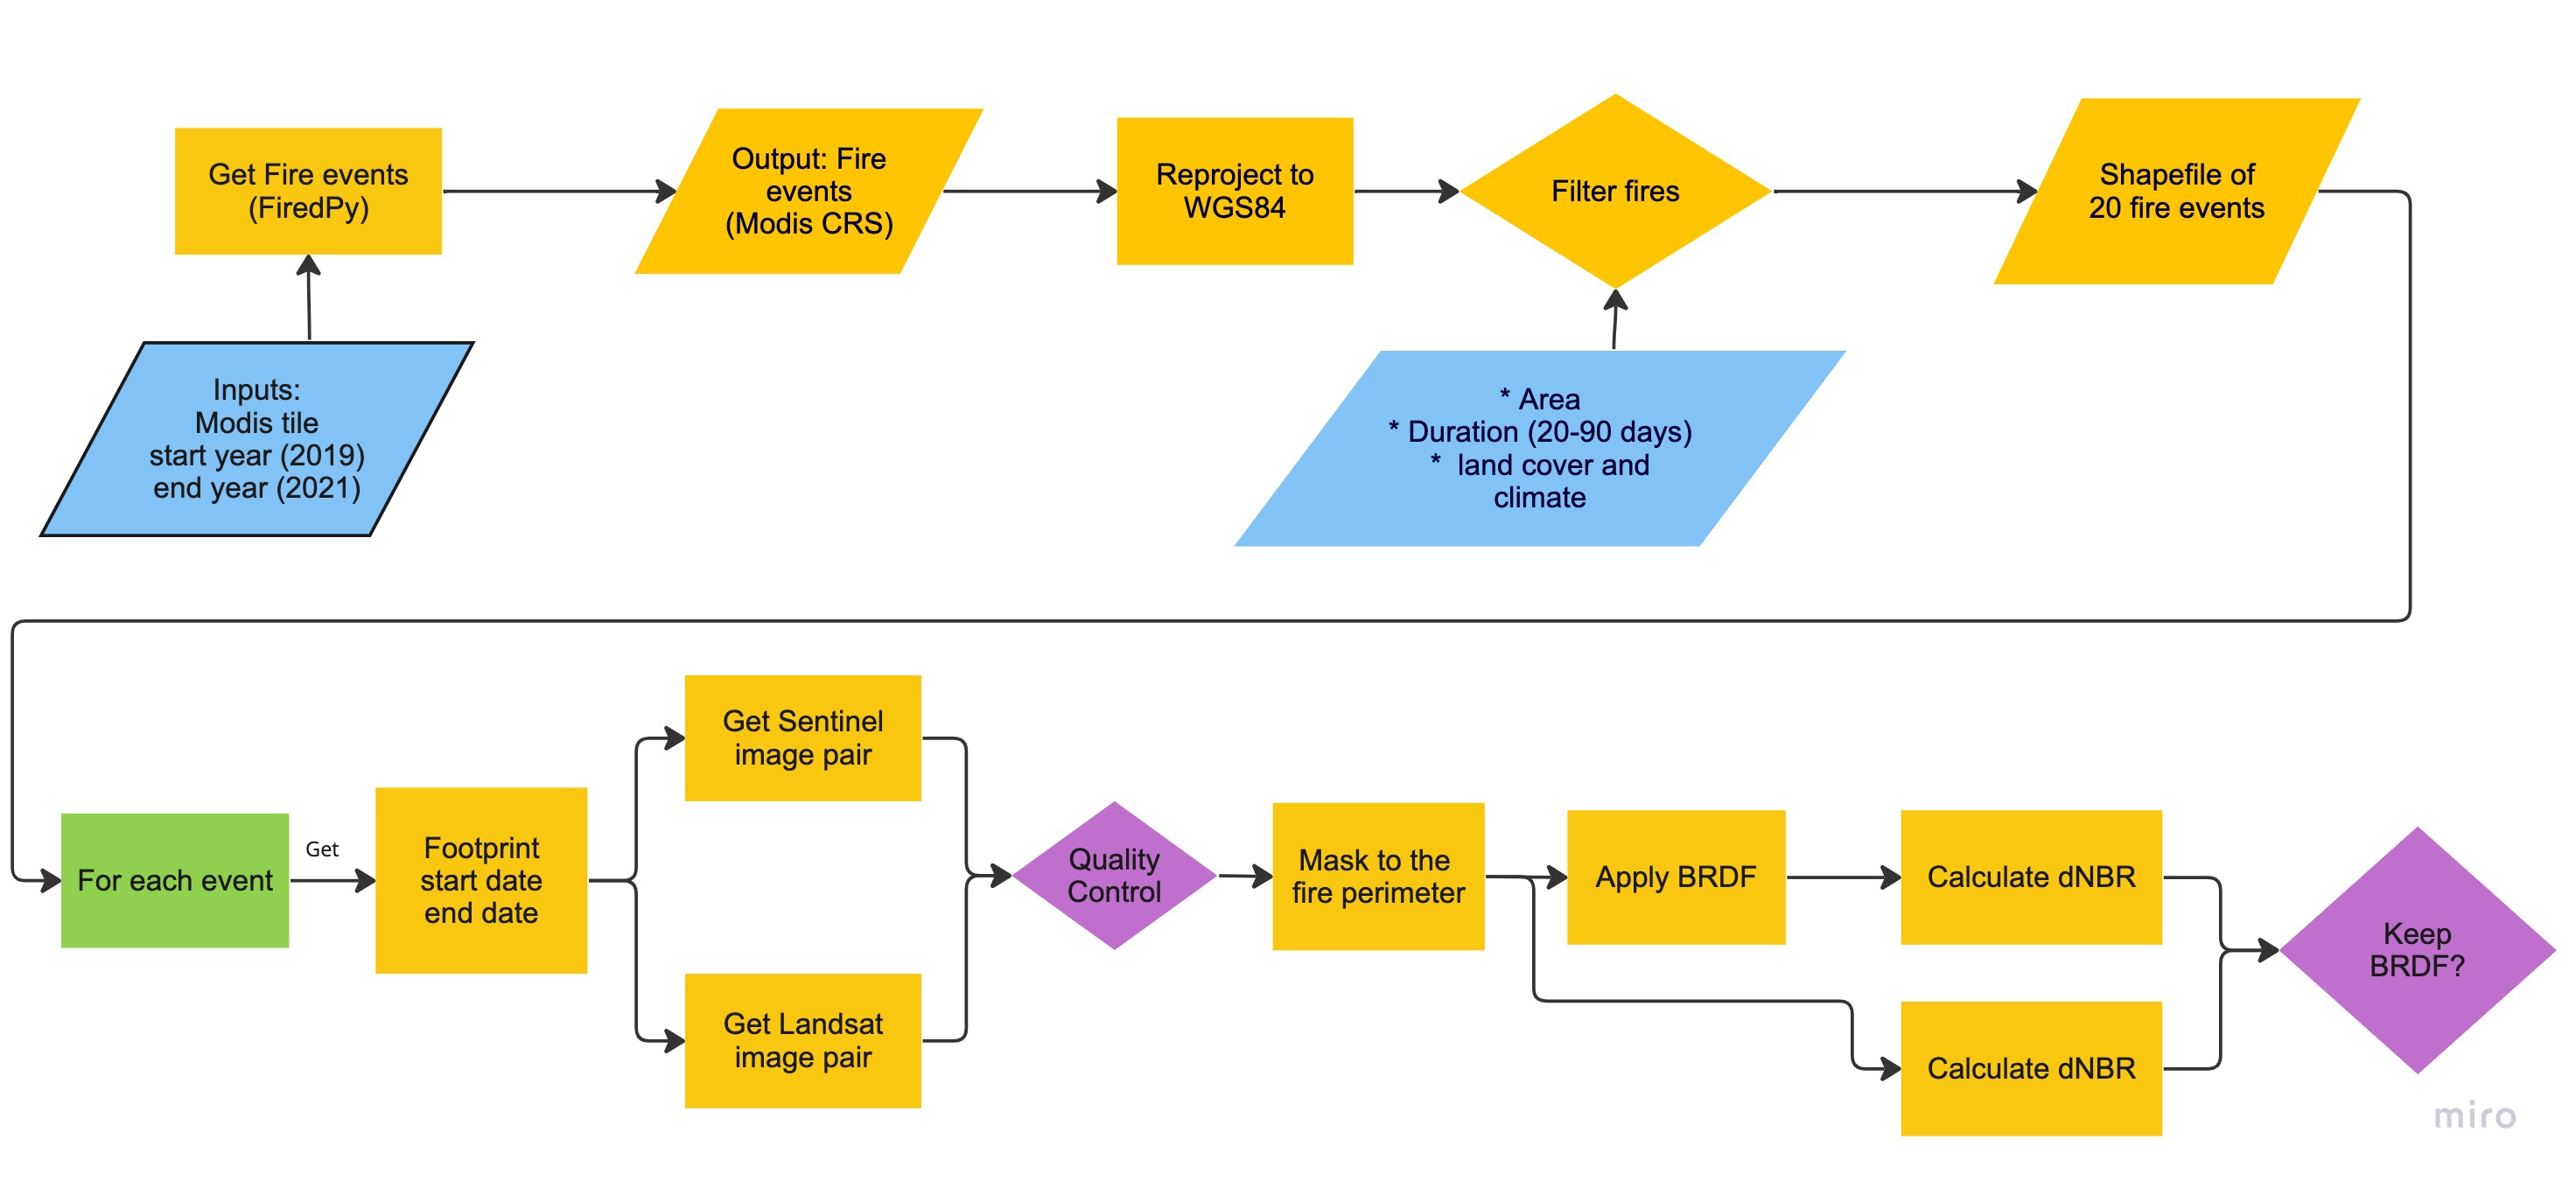 Get Fire events
(FiredPy)
Output: Fire
events
(Modis CRS)
Reproject to
WGS84
Filter fires
Shapefile of
20 fire events
Inputs:
Modis tile
start year (2019)
end year (2021)
* Area
* Duration (20-90 days)
* land cover and
climate
For each event
Get
Footprint
start date
end date
Get Sentinel
image pair
Get Landsat
image pair
Quality
Control
Mask to the
fire perimeter
Apply BRDF
Calculate dNBR
Calculate dNBR
Keep
BRDF?
miro